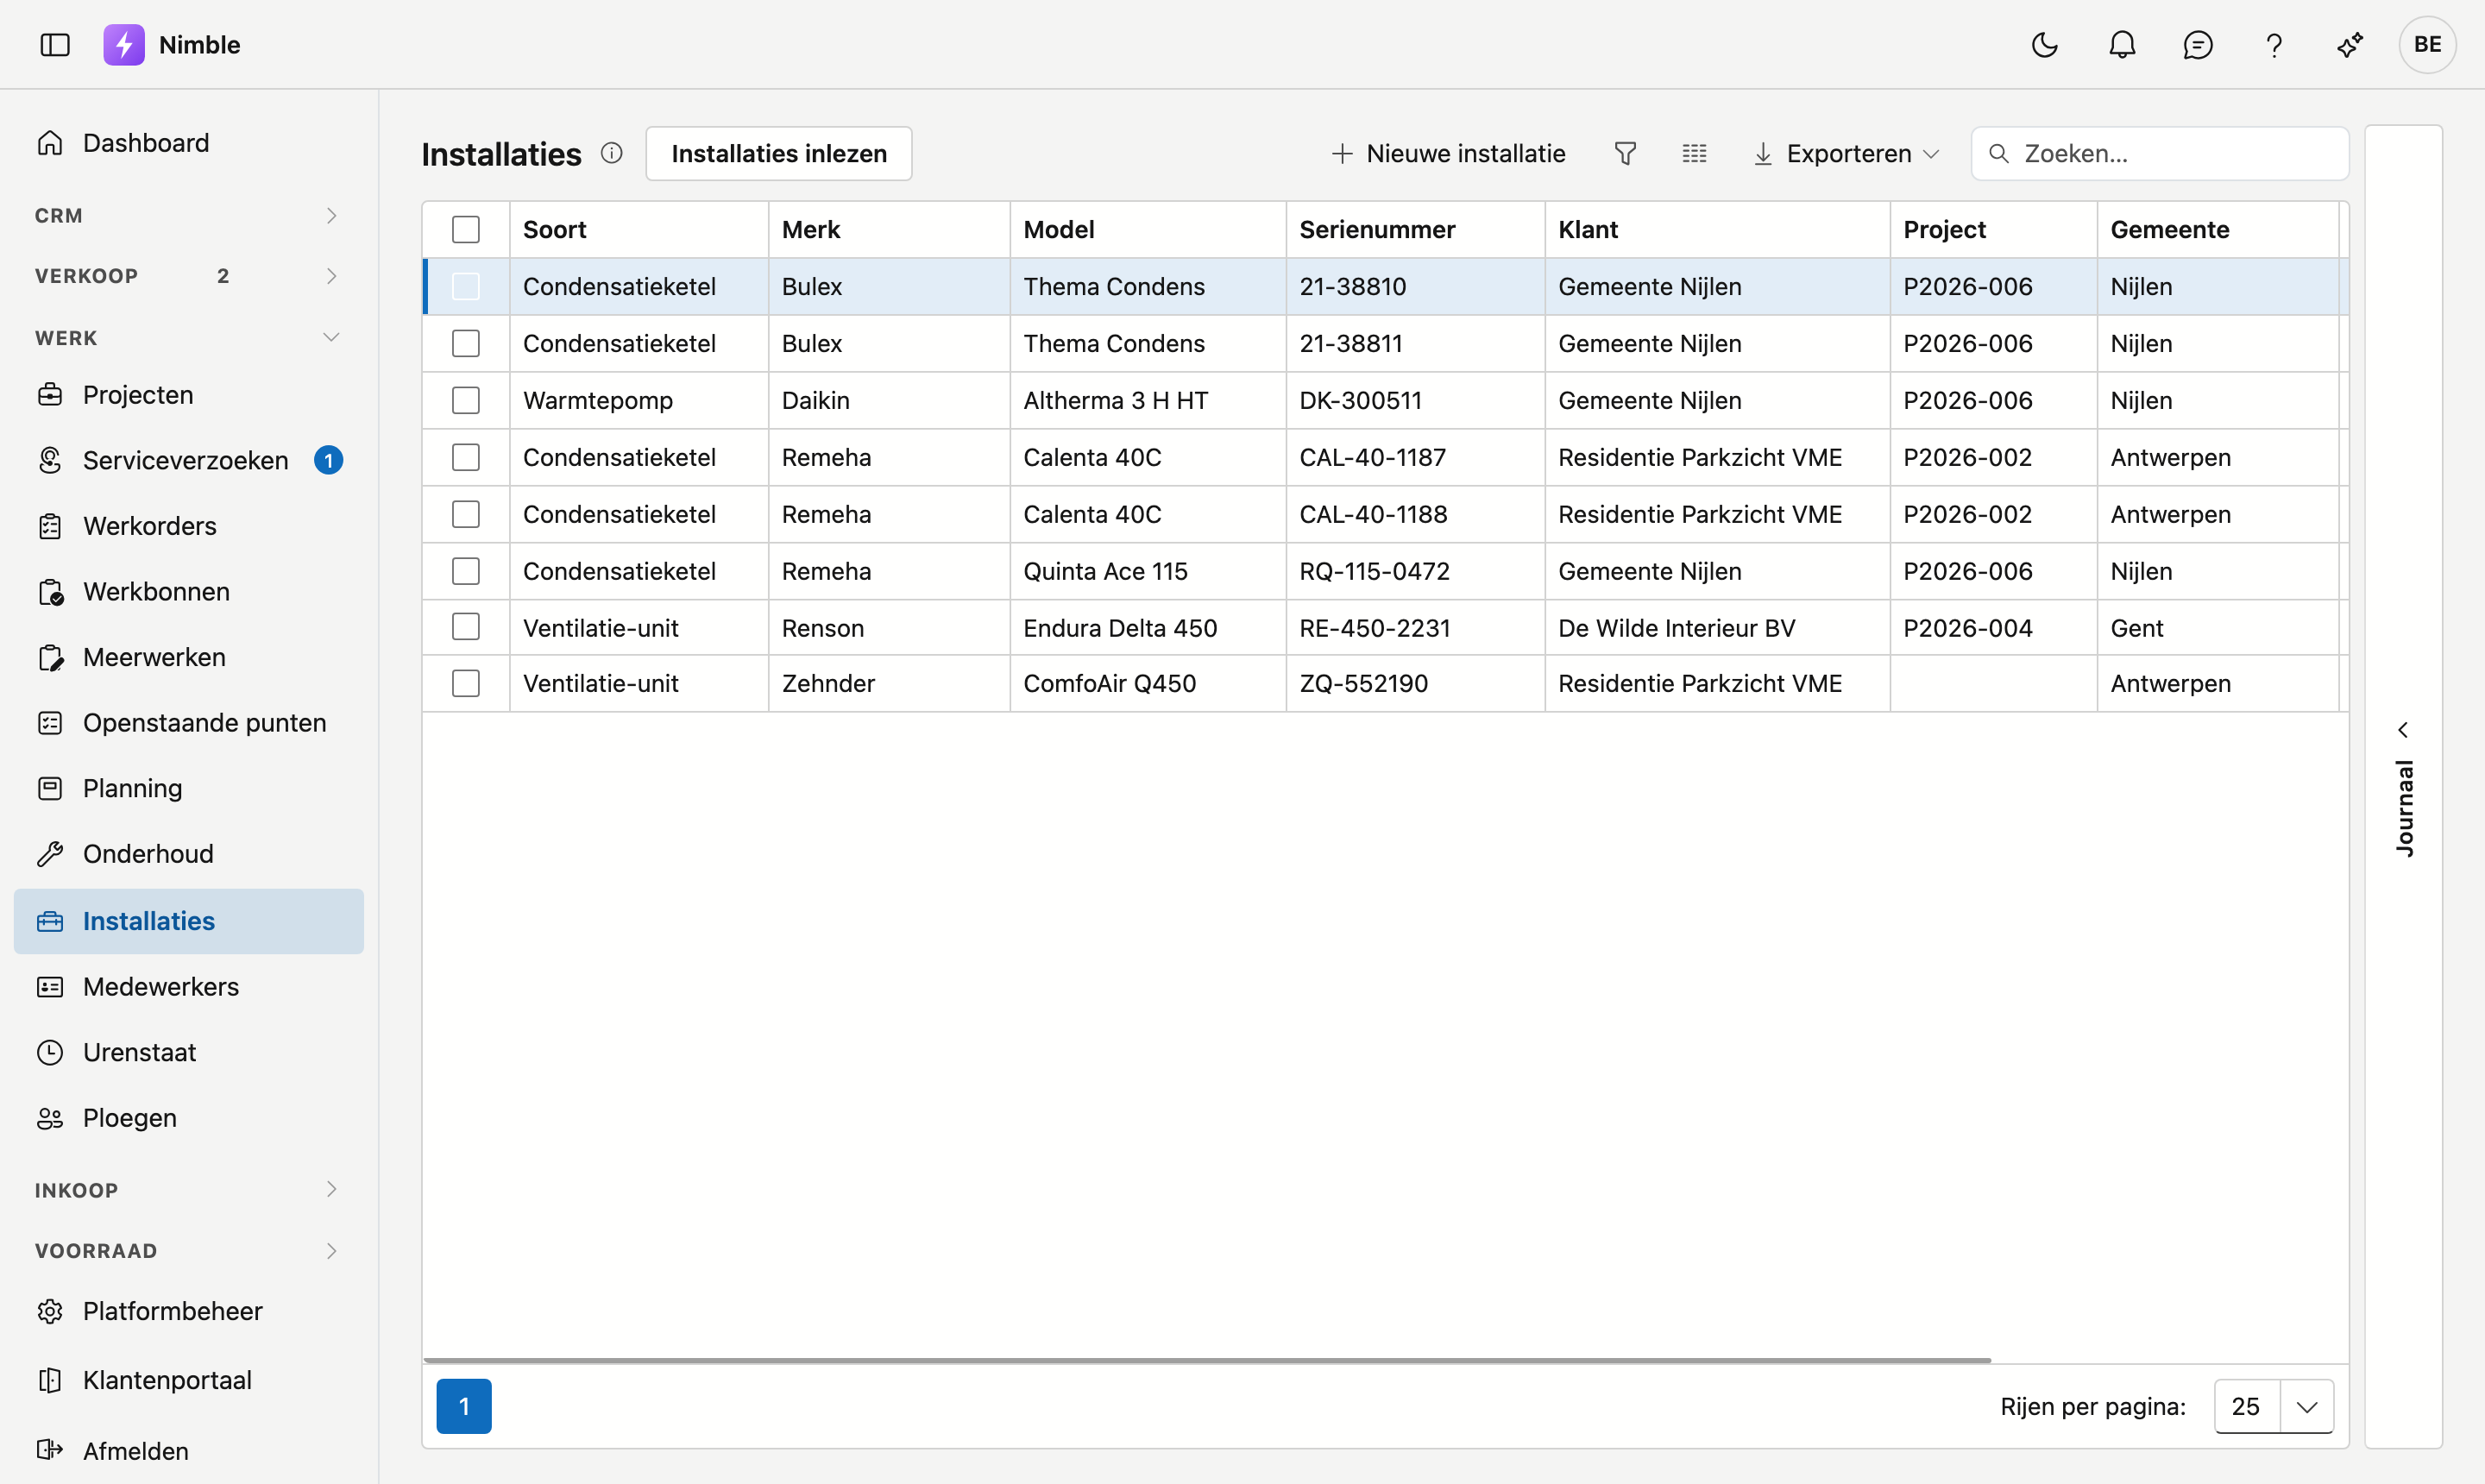 Nimble
BE
Dashboard
CRM
VERKOOP 2
WERK
Projecten
Serviceverzoeken 1
Werkorders
Werkbonnen
Meerwerken
Openstaande punten
Planning
Onderhoud
Installaties
Medewerkers
Urenstaat
Ploegen
INKOOP
VOORRAAD
Platformbeheer
Klantenportaal
Afmelden
Installaties Installaties inlezen Nieuwe installatie Exporteren Zoeken...
Soort Merk Model Serienummer Klant Project Gemeente
Condensatieketel Bulex Thema Condens 21-38810 Gemeente Nijlen P2026-006 Nijlen
Condensatieketel Bulex Thema Condens 21-38811 Gemeente Nijlen P2026-006 Nijlen
Warmtepomp Daikin Altherma 3 H HT DK-300511 Gemeente Nijlen P2026-006 Nijlen
Condensatieketel Remeha Calenta 40C CAL-40-1187 Residentie Parkzicht VME P2026-002 Antwerpen
Condensatieketel Remeha Calenta 40C CAL-40-1188 Residentie Parkzicht VME P2026-002 Antwerpen
Condensatieketel Remeha Quinta Ace 115 RQ-115-0472 Gemeente Nijlen P2026-006 Nijlen
Ventilatie-unit Renson Endura Delta 450 RE-450-2231 De Wilde Interieur BV P2026-004 Gent
Ventilatie-unit Zehnder ComfoAir Q450 ZQ-552190 Residentie Parkzicht VME Antwerpen
1 Rijen per pagina: 25
Journaal